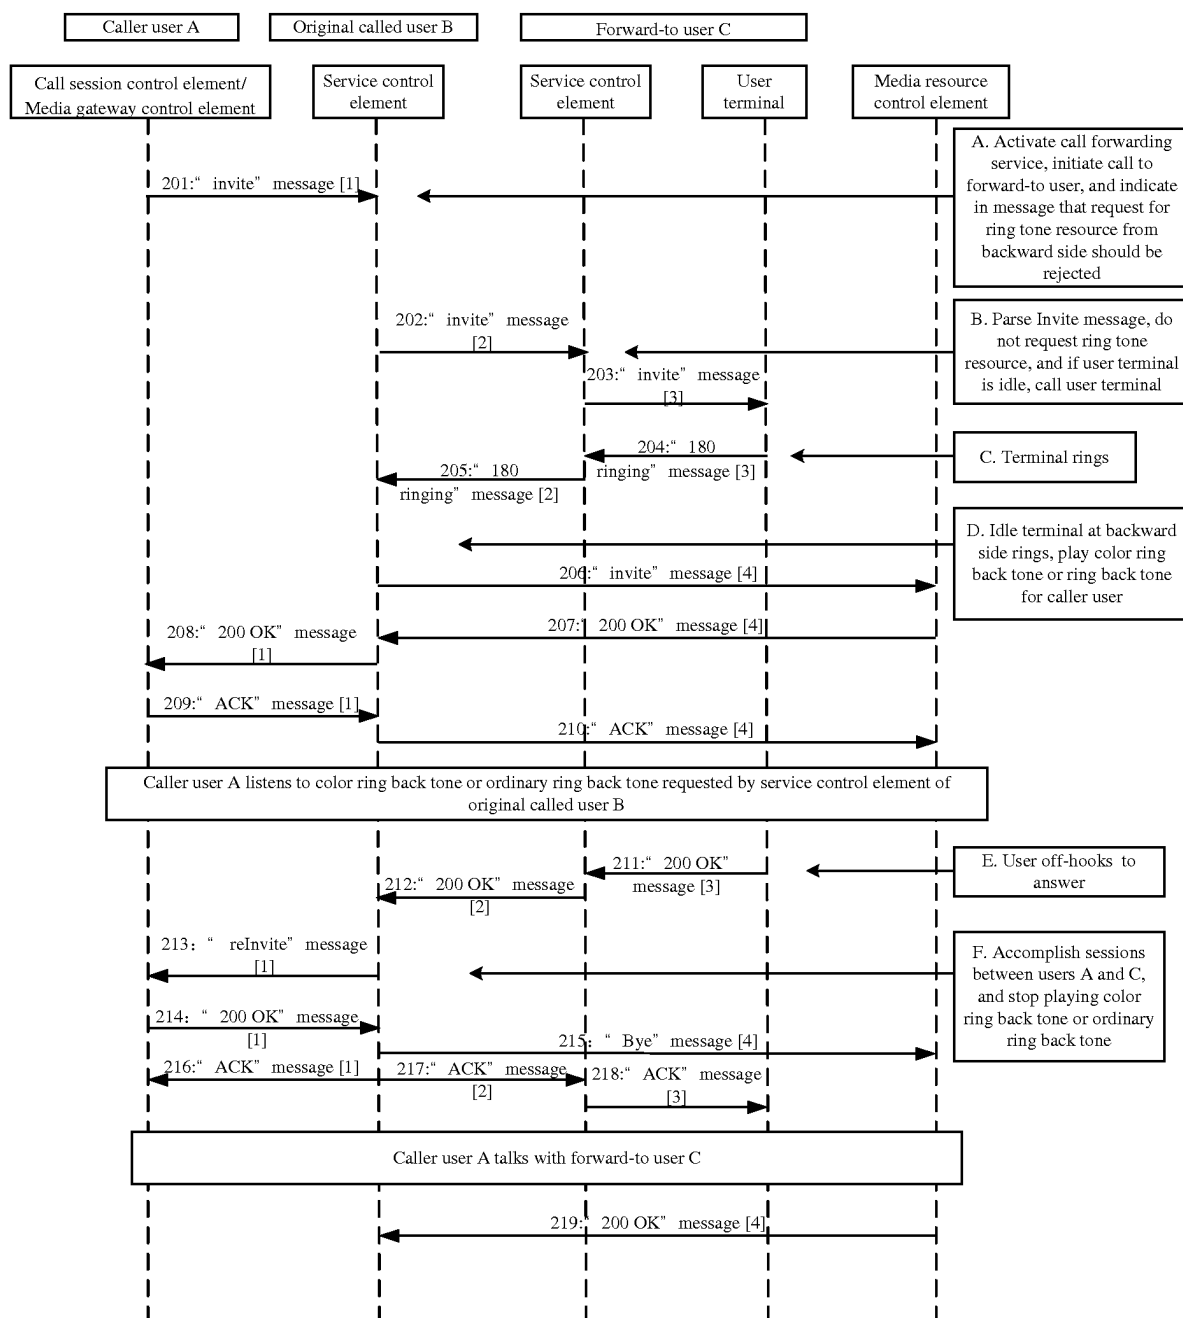 Caller user A
Original called user B
Forward-to user C
Call session control element/
Media gateway control element
Service control
element
Service control
element
User
terminal
Media resource
control element
A. Activate call forwarding
service, initiate call to
forward-to user, and indicate
in message that request for
ring tone resource from
backward side should be
rejected
201:“ invite” message [1]
202:“ invite” message
[2]
B. Parse Invite message, do
not request ring tone
resource, and if user terminal
is idle, call user terminal
203:“ invite” message
[3]
204:“ 180
ringing” message [3]
C. Terminal rings
205:“ 180
ringing” message [2]
D. Idle terminal at backward
side rings, play color ring
back tone or ring back tone
for caller user
206:“ invite” message [4]
207:“ 200 OK” message [4]
208:“ 200 OK” message
[1]
209:“ ACK” message [1]
210:“ ACK” message [4]
Caller user A listens to color ring back tone or ordinary ring back tone requested by service control element of
original called user B
211:“ 200 OK”
message [3]
E. User off-hooks to
answer
212:“ 200 OK” message
[2]
213: “ reInvite” message
[1]
F. Accomplish sessions
between users A and C,
and stop playing color
ring back tone or ordinary
ring back tone
214: “ 200 OK” message
[1]
215: “ Bye” message [4]
216:“ ACK” message [1]
217:“ ACK” message
[2]
218:“ ACK” message
[3]
Caller user A talks with forward-to user C
219:“ 200 OK” message [4]